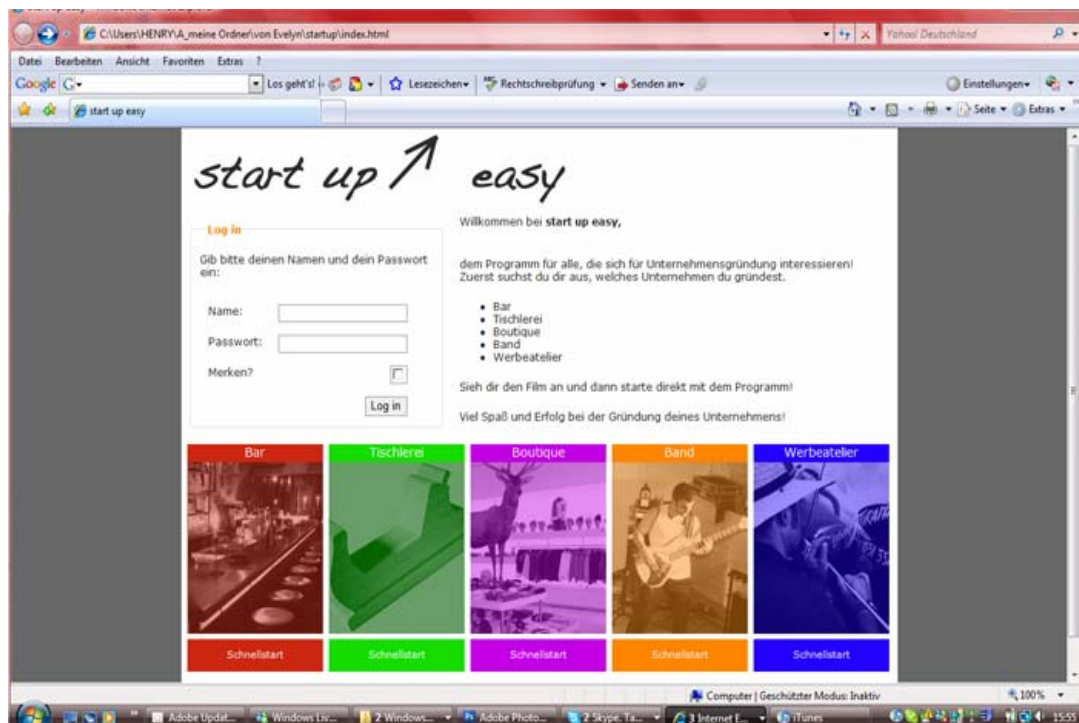 C:\Users\HENRY\A_meine Ordner\von Evelyn\startup\index.html
Yahoo! Deutschland
Datei Bearbeiten Ansicht Favoriten Extras ?
Google G
Los geht's!
Lesezeichen
Rechtschreibprüfung
Senden an
Einstellungen
start up easy
Seite
Extras
start up easy
Log in
Gib bitte deinen Namen und dein Passwort
ein:
Name:
Passwort:
Merken?
Log in
Willkommen bei start up easy,
dem Programm für alle, die sich für Unternehmensgründung interessieren!
Zuerst suchst du dir aus, welches Unternehmen du gründest.
• Bar
• Tischlerei
• Boutique
• Band
• Werbeatelier
Sieh dir den Film an und dann starte direkt mit dem Programm!
Viel Spaß und Erfolg bei der Gründung deines Unternehmens!
Bar Tischlerei Boutique Band Werbeatelier
Schnellstart Schnellstart Schnellstart Schnellstart Schnellstart
Computer | Geschützter Modus: Inaktiv
100%
Adobe Updat... Windows Liv... 2 Windows... Adobe Photo... 2 Skype. Ta... 3 Internet E... iTunes 15:55